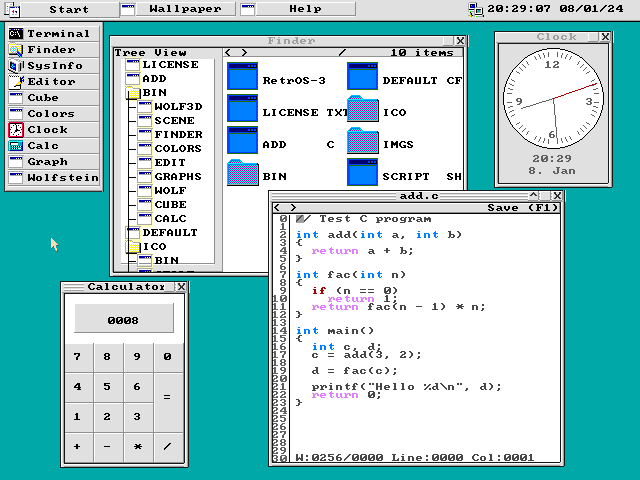 Start
Wallpaper
Help
20:29:07 08/01/24
Terminal
Finder
SysInfo
Editor
Cube
Colors
Clock
Calc
Graph
Wolfstein
Finder
X
Tree View
< >
/
10 items
LICENSE
ADD
BIN
WOLF3D
SCENE
FINDER
COLORS
EDIT
GRAPHS
WOLF
CUBE
CALC
DEFAULT
ICO
BIN
RetrOS-3
DEFAULT CF
LICENSE TXT
ICO
ADD C
IMGS
BIN
SCRIPT SH
Clock
X
12
3
6
9
20:29
8. Jan
add.c
^ X
< >
Save (F1)
0 // Test C program
1
2 int add(int a, int b)
3 {
4 return a + b;
5 }
6
7 int fac(int n)
8 {
9 if (n == 0)
10 return 1;
11 return fac(n - 1) * n;
12 }
13
14 int main()
15 {
16 int c, d;
17 c = add(3, 2);
18
19 d = fac(c);
20
21 printf("Hello %d\n", d);
22 return 0;
23 }
24
25
26
27
28
29
30 W:0256/0000 Line:0000 Col:0001
Calculator
X
0008
7 8 9 0
4 5 6
=
1 2 3
+ - * /